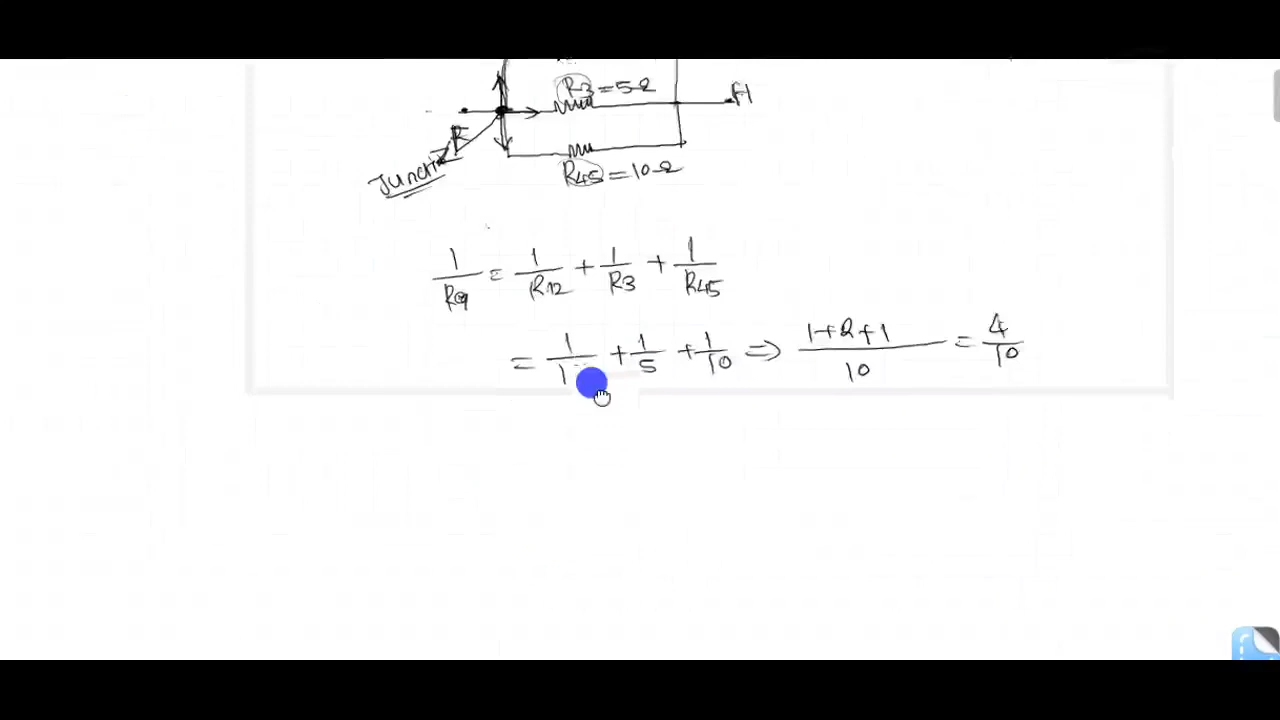 R3 = 5Ω
A
Junction
R45 = 10Ω
1/Req = 1/R12 + 1/R3 + 1/R45
= 1/ + 1/5 + 1/10 ⇒ 1+2+1/10 = 4/10